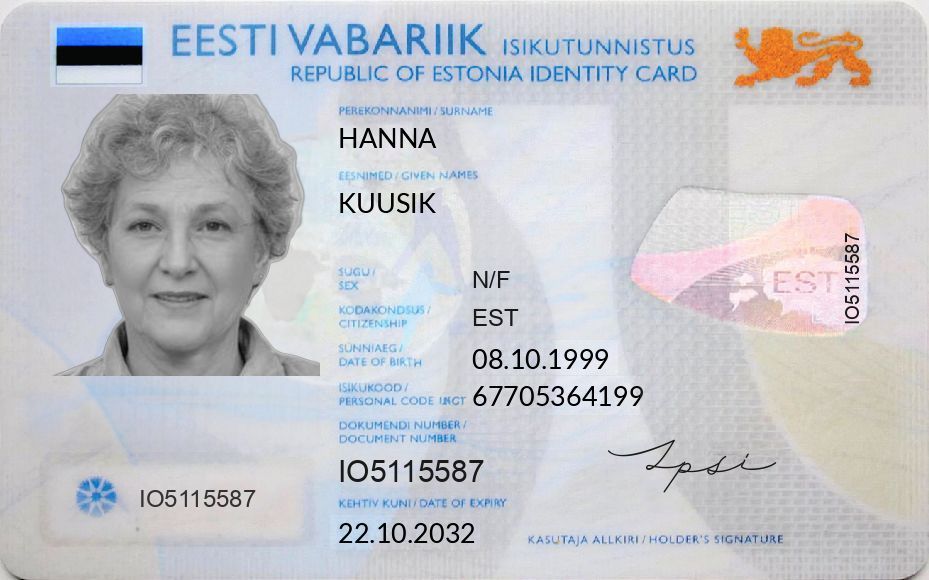 EESTI VABARIIK ISIKUTUNNISTUS
REPUBLIC OF ESTONIA IDENTITY CARD
PEREKONNANIMI / SURNAME
HANNA
EESNIMED / GIVEN NAMES
KUUSIK
SUGU /
SEX
N/F
KODAKONDSUS /
CITIZENSHIP
EST
SÜNNIAEG /
DATE OF BIRTH
08.10.1999
ISIKUKOOD /
PERSONAL CODE
67705364199
DOKUMENDI NUMBER /
DOCUMENT NUMBER
IO5115587
KEHTIV KUNI / DATE OF EXPIRY
22.10.2032
IO5115587
EST
IO5115587
KASUTAJA ALLKIRI / HOLDER'S SIGNATURE